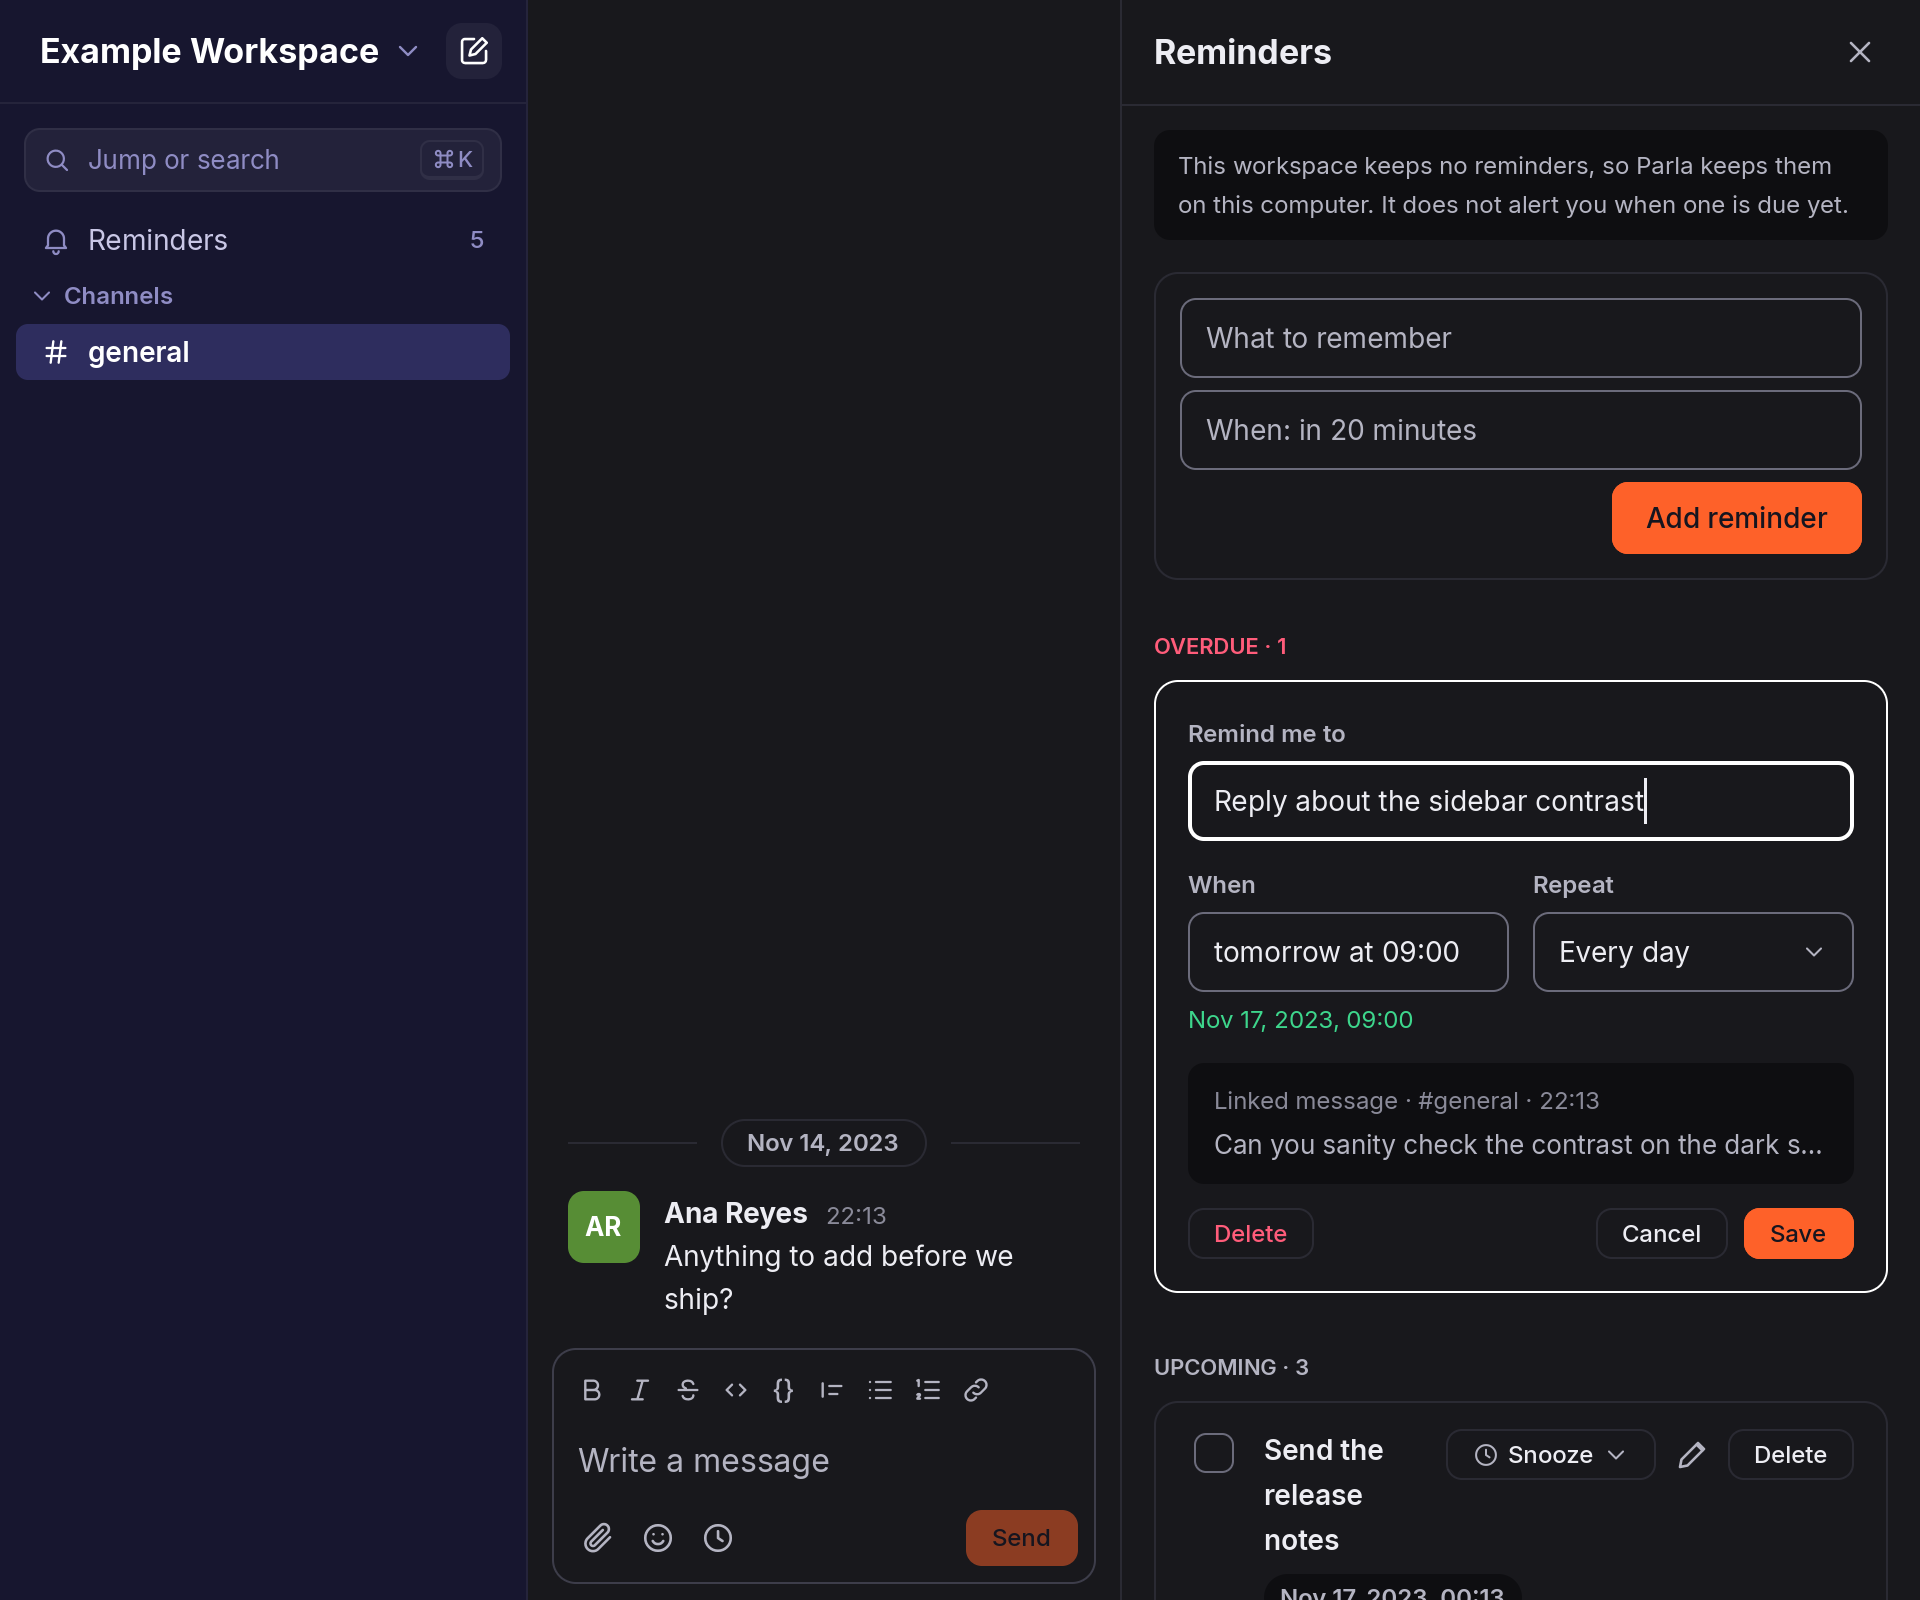 Example Workspace
Jump or search
⌘K
Reminders
5
Channels
# general
Nov 14, 2023
AR
Ana Reyes 22:13
Anything to add before we
ship?
Write a message
Send
Reminders
This workspace keeps no reminders, so Parla keeps them
on this computer. It does not alert you when one is due yet.
What to remember
When: in 20 minutes
Add reminder
OVERDUE · 1
Remind me to
Reply about the sidebar contrast
When
Repeat
tomorrow at 09:00
Every day
Nov 17, 2023, 09:00
Linked message · #general · 22:13
Can you sanity check the contrast on the dark s...
Delete
Cancel
Save
UPCOMING · 3
Send the
release
notes
Snooze
Delete
Nov 17, 2023, 00:13